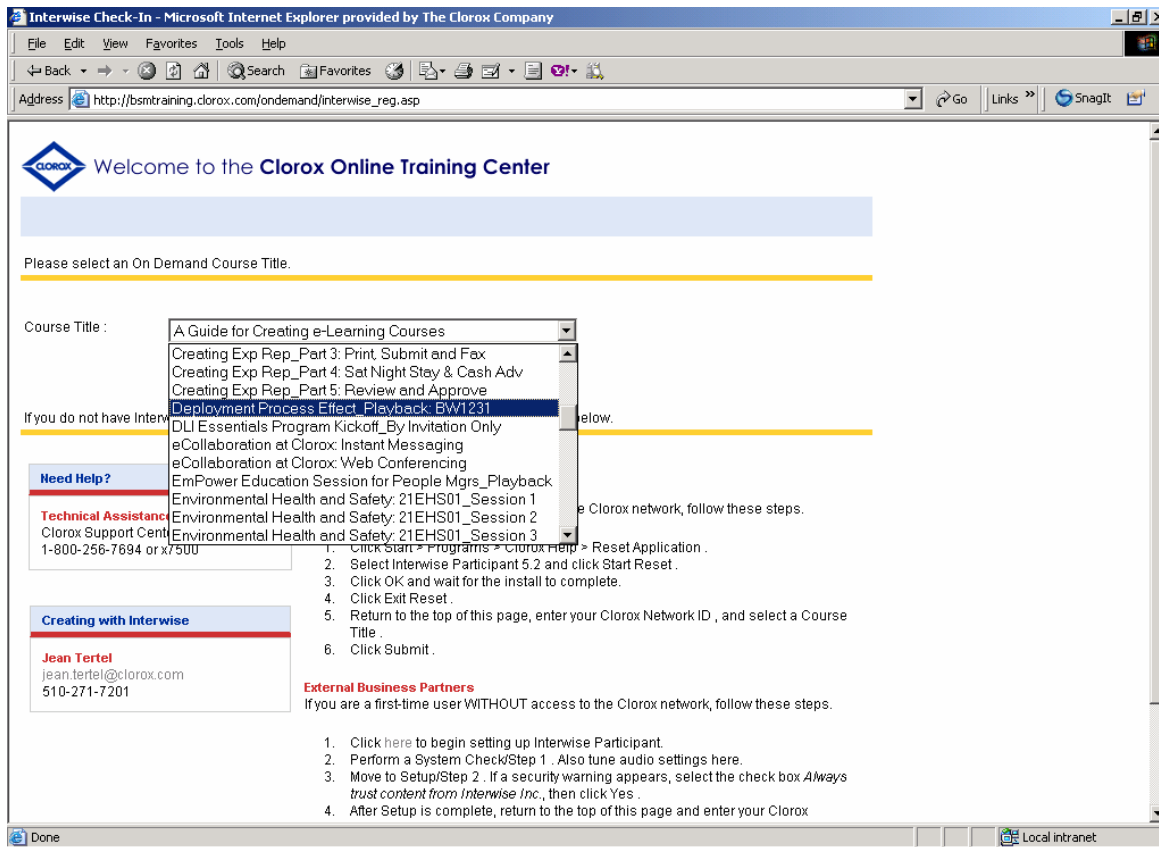 Interwise Check-In - Microsoft Internet Explorer provided by The Clorox Company
File Edit View Favorites Tools Help
Back Search Favorites
Address http://bsmtraining.clorox.com/ondemand/interwise_reg.asp Go Links » SnagIt
CLOROX Welcome to the Clorox Online Training Center
Please select an On Demand Course Title.
Course Title : A Guide for Creating e-Learning Courses
Creating Exp Rep_Part 3: Print, Submit and Fax
Creating Exp Rep_Part 4: Sat Night Stay & Cash Adv
Creating Exp Rep_Part 5: Review and Approve
Deployment Process Effect_Playback: BW1231
DLI Essentials Program Kickoff_By Invitation Only
eCollaboration at Clorox: Instant Messaging
eCollaboration at Clorox: Web Conferencing
EmPower Education Session for People Mgrs_Playback
Environmental Health and Safety: 21EHS01_Session 1
Environmental Health and Safety: 21EHS01_Session 2
Environmental Health and Safety: 21EHS01_Session 3
If you do not have elow.
Need Help?
Technical Assistance
Clorox Support
1-800-256-7694 or x7500
Creating with Interwise
Jean Tertel
jean.tertel@clorox.com
510-271-7201
e Clorox network, follow these steps.
1. Click Start > Programs > Clorox Help > Reset Application .
2. Select Interwise Participant 5.2 and click Start Reset .
3. Click OK and wait for the install to complete.
4. Click Exit Reset .
5. Return to the top of this page, enter your Clorox Network ID , and select a Course
Title .
6. Click Submit .
External Business Partners
If you are a first-time user WITHOUT access to the Clorox network, follow these steps.
1. Click here to begin setting up Interwise Participant.
2. Perform a System Check/Step 1 . Also tune audio settings here.
3. Move to Setup/Step 2 . If a security warning appears, select the check box Always
trust content from Interwise Inc., then click Yes .
4. After Setup is complete, return to the top of this page and enter your Clorox
Done Local intranet